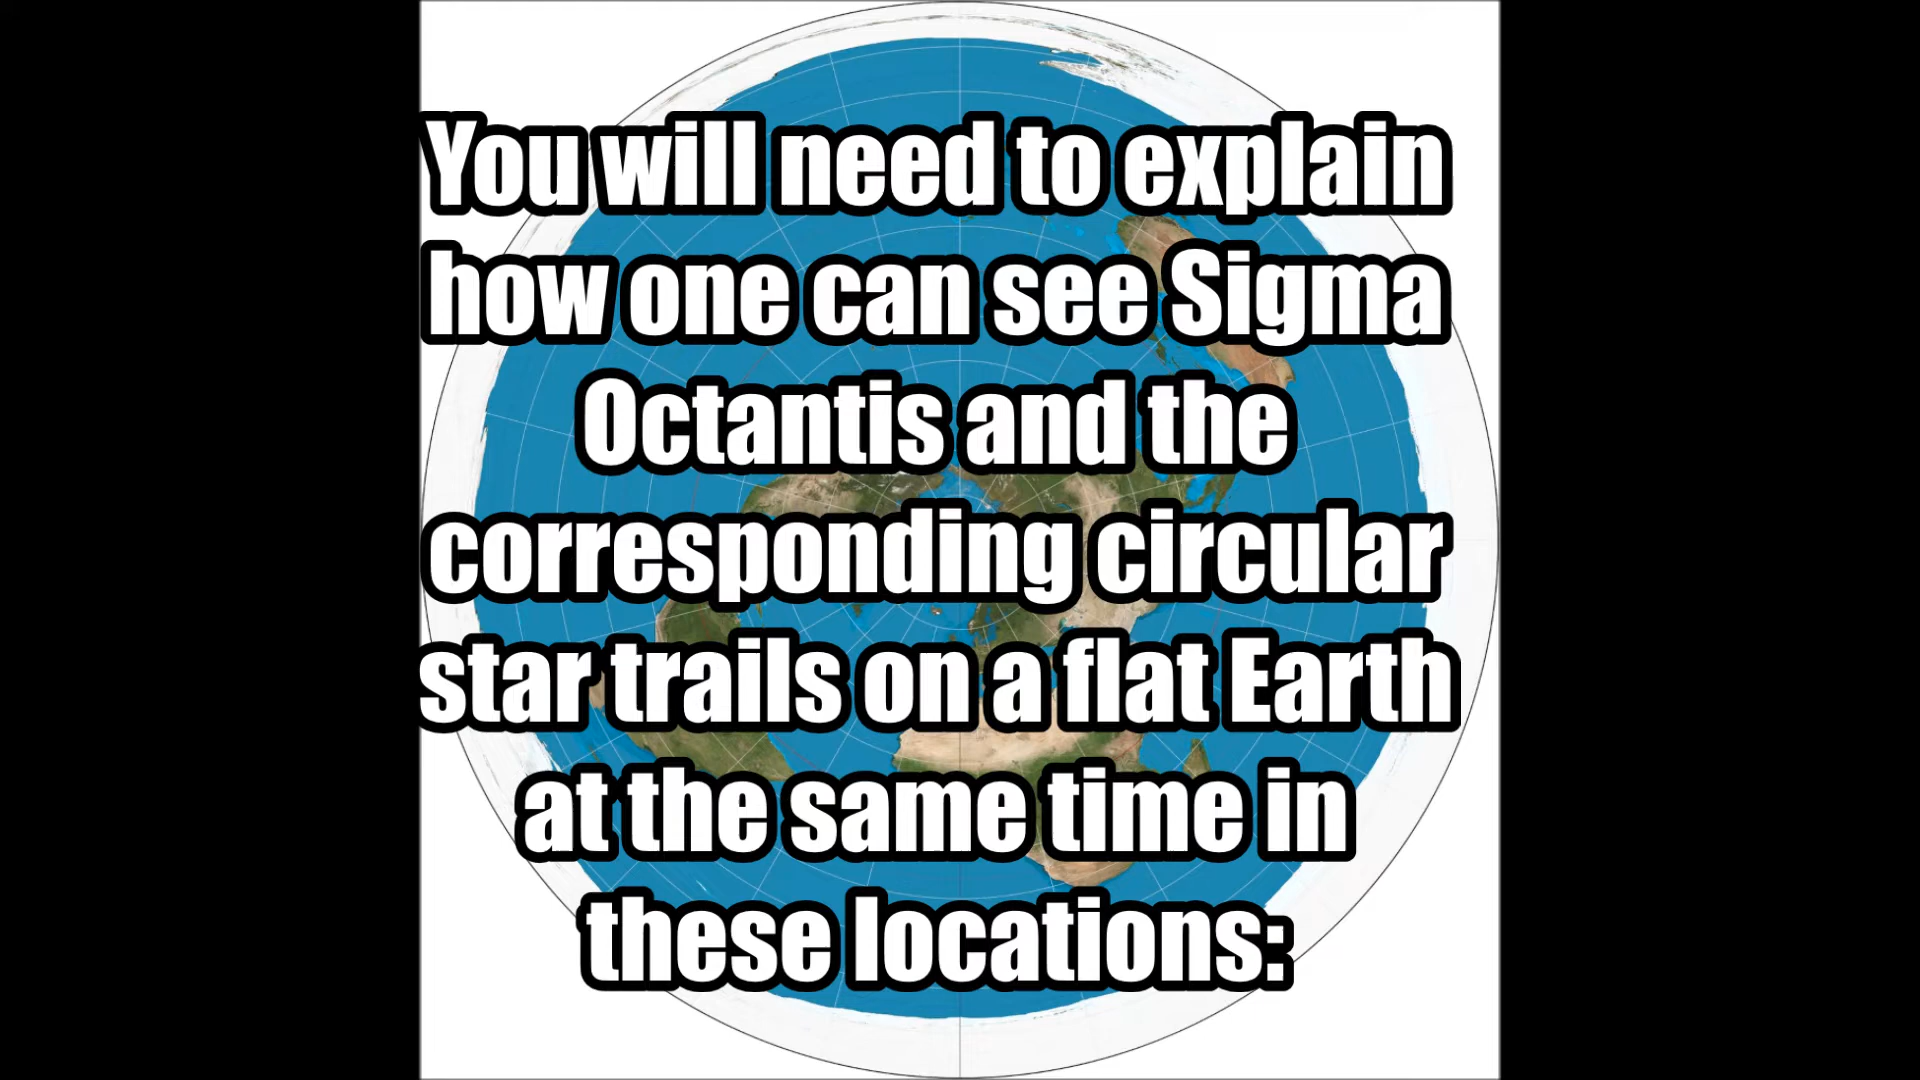 You will need to explain
how one can see Sigma
Octantis and the
corresponding circular
star trails on a flat Earth
at the same time in
these locations: